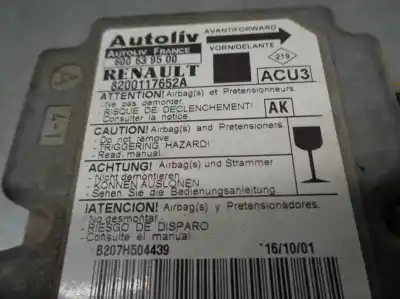 Autoliv
AUTOLIV FRANCE
600 63 95 00
RENAULT
8200117652A
AVANT/FORWARD
VORN/DELANTE
219
ACU3
AK
ATTENTION! Airbag(s) et Pretensionneurs.
- Ne pas demonter.
- RISQUE DE DECLENCHEMENT!
- Consulter la notice.
CAUTION! Airbag(s) and Pretensioners.
- Do not remove.
- TRIGGERING HAZARD!
- Read manual.
ACHTUNG! Airbag(s) und Strammer
- Nicht demontieren.
- KONNEN AUSLOSEN
- Sehen Sie die Bedienungsanleitung
¡ATENCION! Airbag(s) y Pretensionadores.
- No desmontar.
- RIESGO DE DISPARO
- Consulte el manual.
B207H504439
16/10/01